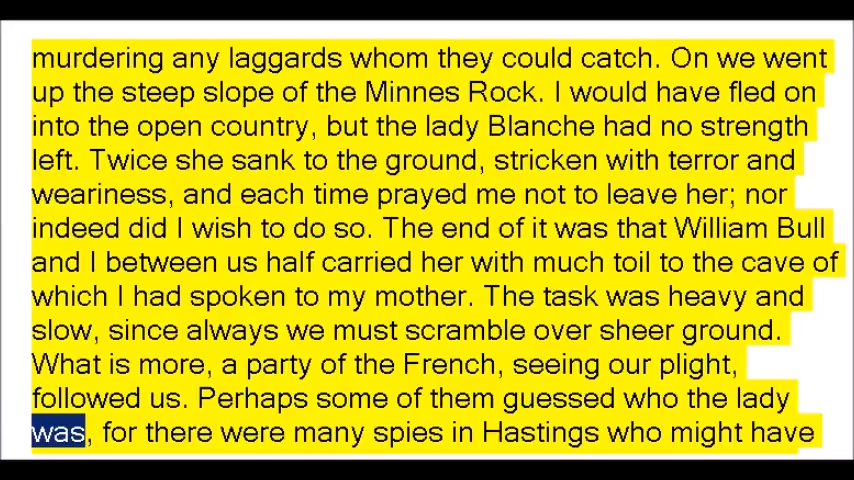 murdering any laggards whom they could catch. On we went
up the steep slope of the Minnes Rock. I would have fled on
into the open country, but the lady Blanche had no strength
left. Twice she sank to the ground, stricken with terror and
weariness, and each time prayed me not to leave her; nor
indeed did I wish to do so. The end of it was that William Bull
and I between us half carried her with much toil to the cave of
which I had spoken to my mother. The task was heavy and
slow, since always we must scramble over sheer ground.
What is more, a party of the French, seeing our plight,
followed us. Perhaps some of them guessed who the lady
was, for there were many spies in Hastings who might have